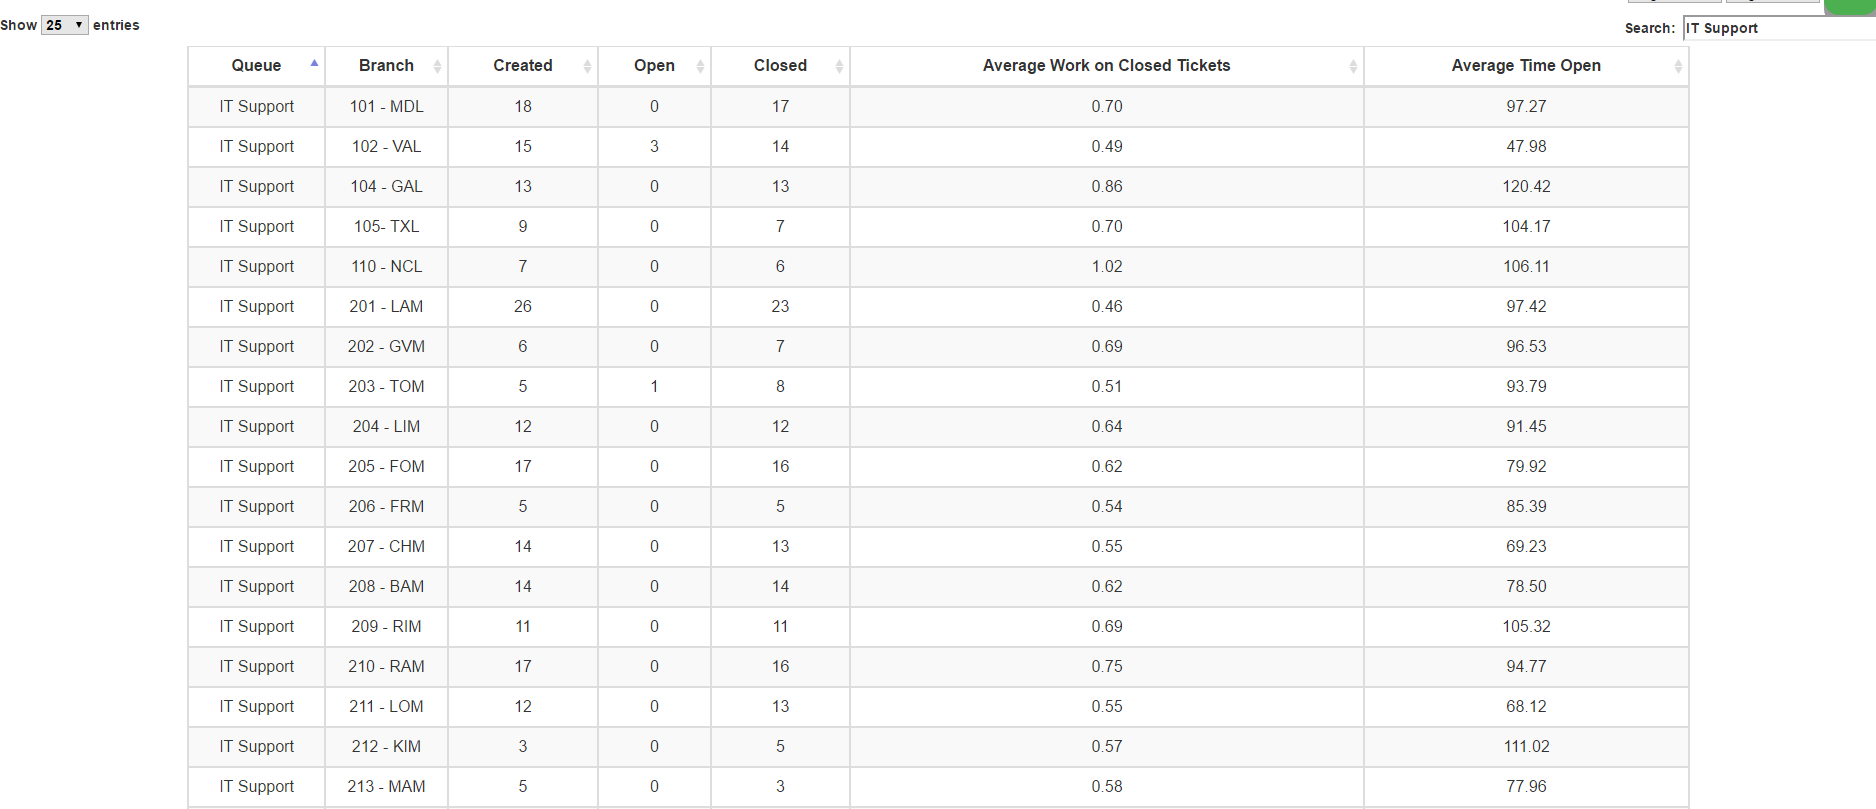 Show 25 entries
Search: IT Support
Queue Branch Created Open Closed Average Work on Closed Tickets Average Time Open
IT Support 101 - MDL 18 0 17 0.70 97.27
IT Support 102 - VAL 15 3 14 0.49 47.98
IT Support 104 - GAL 13 0 13 0.86 120.42
IT Support 105- TXL 9 0 7 0.70 104.17
IT Support 110 - NCL 7 0 6 1.02 106.11
IT Support 201 - LAM 26 0 23 0.46 97.42
IT Support 202 - GVM 6 0 7 0.69 96.53
IT Support 203 - TOM 5 1 8 0.51 93.79
IT Support 204 - LIM 12 0 12 0.64 91.45
IT Support 205 - FOM 17 0 16 0.62 79.92
IT Support 206 - FRM 5 0 5 0.54 85.39
IT Support 207 - CHM 14 0 13 0.55 69.23
IT Support 208 - BAM 14 0 14 0.62 78.50
IT Support 209 - RIM 11 0 11 0.69 105.32
IT Support 210 - RAM 17 0 16 0.75 94.77
IT Support 211 - LOM 12 0 13 0.55 68.12
IT Support 212 - KIM 3 0 5 0.57 111.02
IT Support 213 - MAM 5 0 3 0.58 77.96